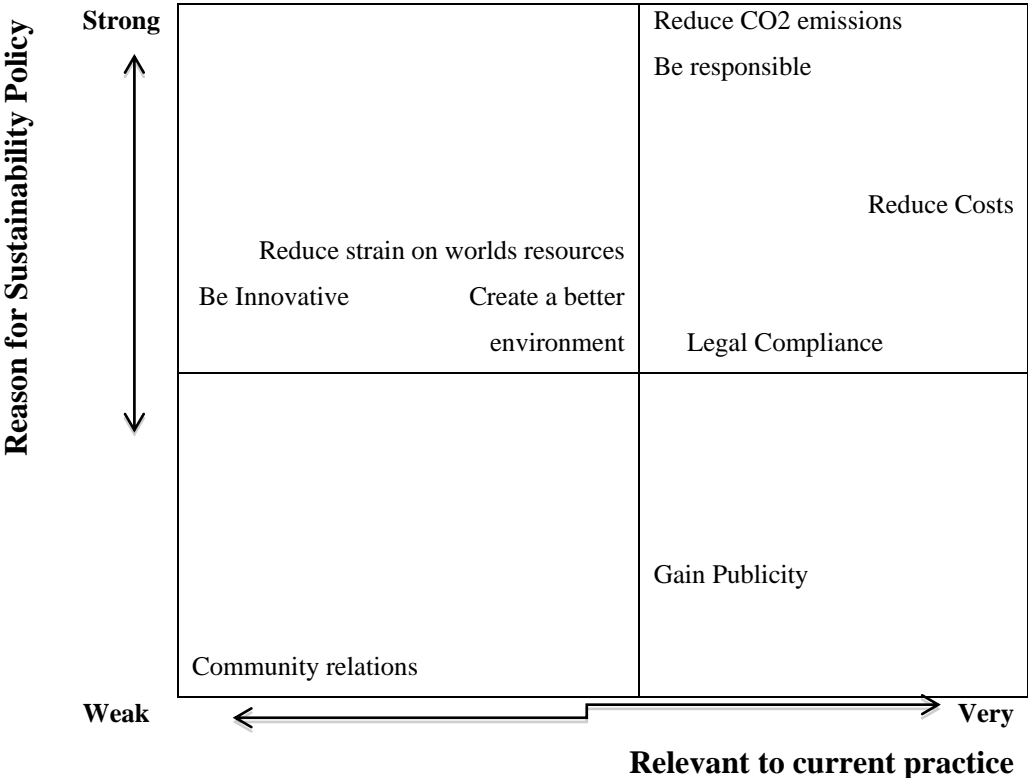 Reason for Sustainability Policy
Strong
Reduce CO2 emissions
Be responsible
Reduce Costs
Reduce strain on worlds resources
Be Innovative
Create a better
environment
Legal Compliance
Gain Publicity
Community relations
Weak
Very
Relevant to current practice